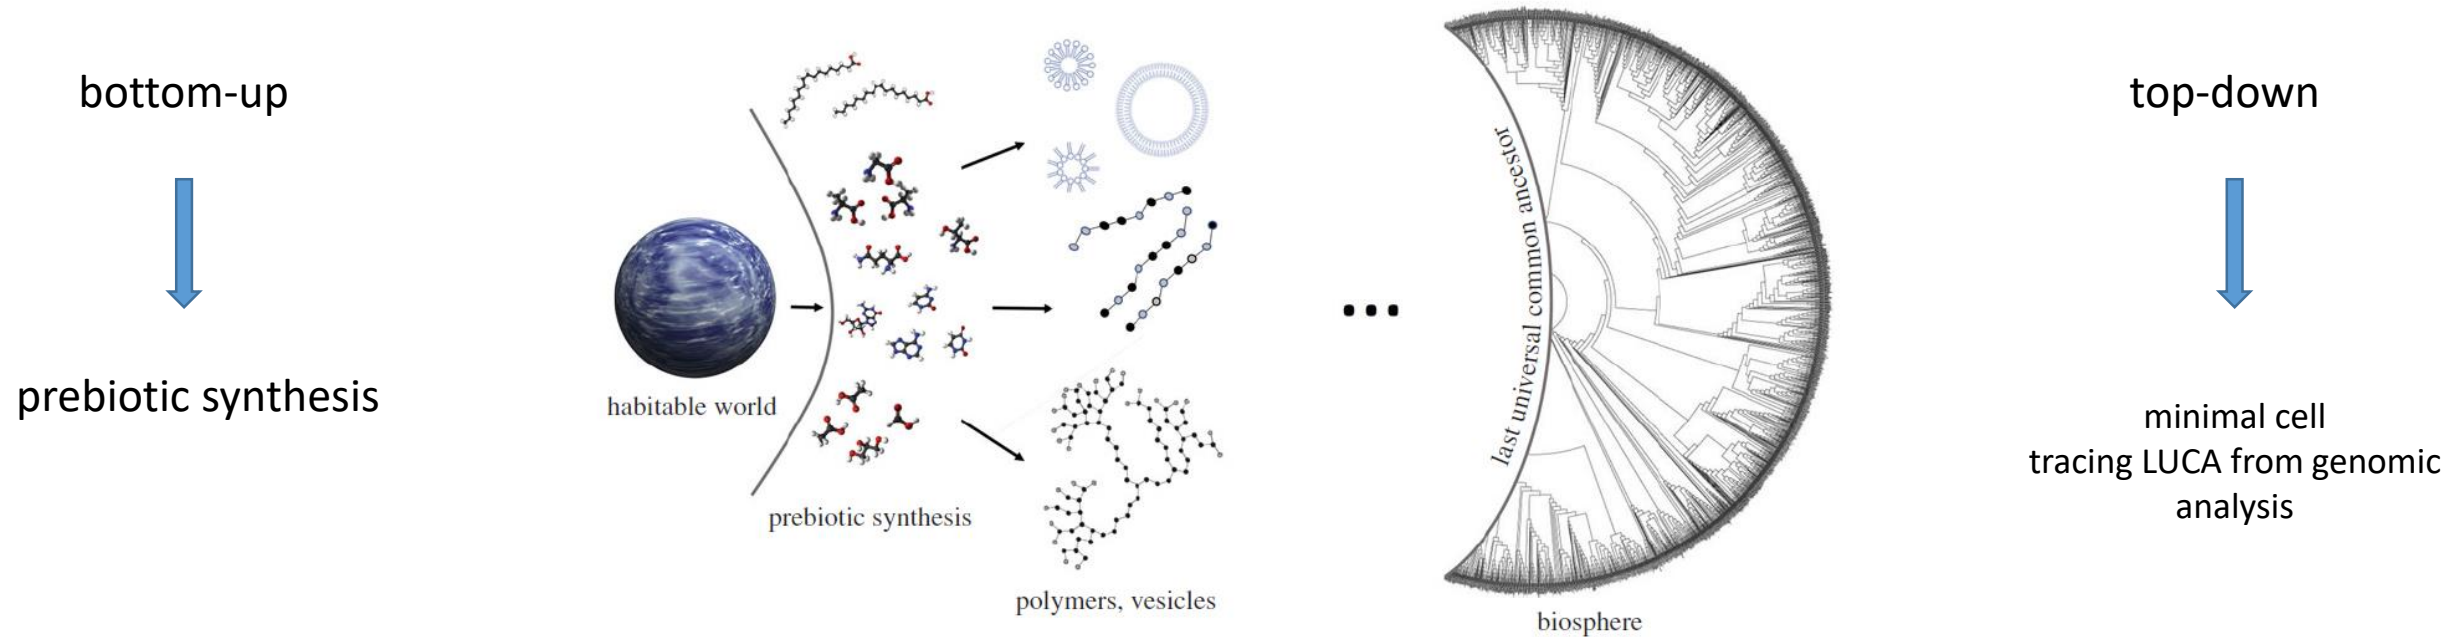 bottom-up
prebiotic synthesis
habitable world
prebiotic synthesis
polymers, vesicles
last universal common ancestor
biosphere
top-down
minimal cell
tracing LUCA from genomic
analysis